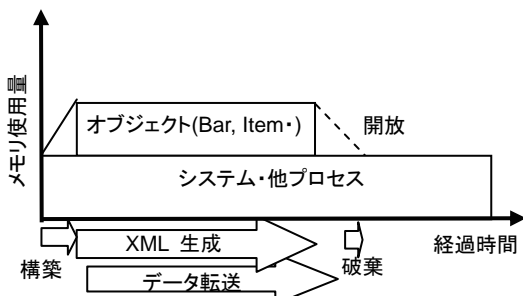 メモリ使用量
オブジェクト(Bar, Item・)
開放
システム・他プロセス
XML 生成
経過時間
構築
破棄
データ転送